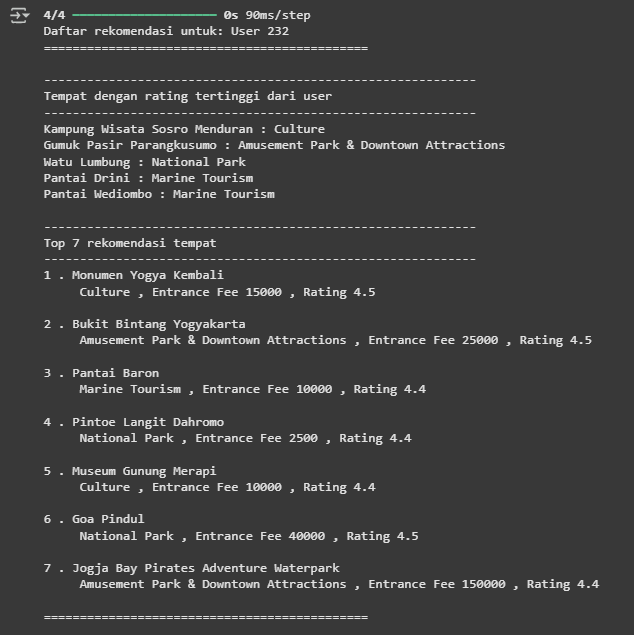 4/4 ━━━━━━━━━━━━━━━━━━━━ 0s 90ms/step
Daftar rekomendasi untuk: User 232
=============================================
------------------------------------------------------------
Tempat dengan rating tertinggi dari user
------------------------------------------------------------
Kampung Wisata Sosro Menduran : Culture
Gumuk Pasir Parangkusumo : Amusement Park & Downtown Attractions
Watu Lumbung : National Park
Pantai Drini : Marine Tourism
Pantai Wediombo : Marine Tourism
------------------------------------------------------------
Top 7 rekomendasi tempat
------------------------------------------------------------
1 . Monumen Yogya Kembali
Culture , Entrance Fee 15000 , Rating 4.5
2 . Bukit Bintang Yogyakarta
Amusement Park & Downtown Attractions , Entrance Fee 25000 , Rating 4.5
3 . Pantai Baron
Marine Tourism , Entrance Fee 10000 , Rating 4.4
4 . Pintoe Langit Dahromo
National Park , Entrance Fee 2500 , Rating 4.4
5 . Museum Gunung Merapi
Culture , Entrance Fee 10000 , Rating 4.4
6 . Goa Pindul
National Park , Entrance Fee 40000 , Rating 4.5
7 . Jogja Bay Pirates Adventure Waterpark
Amusement Park & Downtown Attractions , Entrance Fee 150000 , Rating 4.4
=============================================